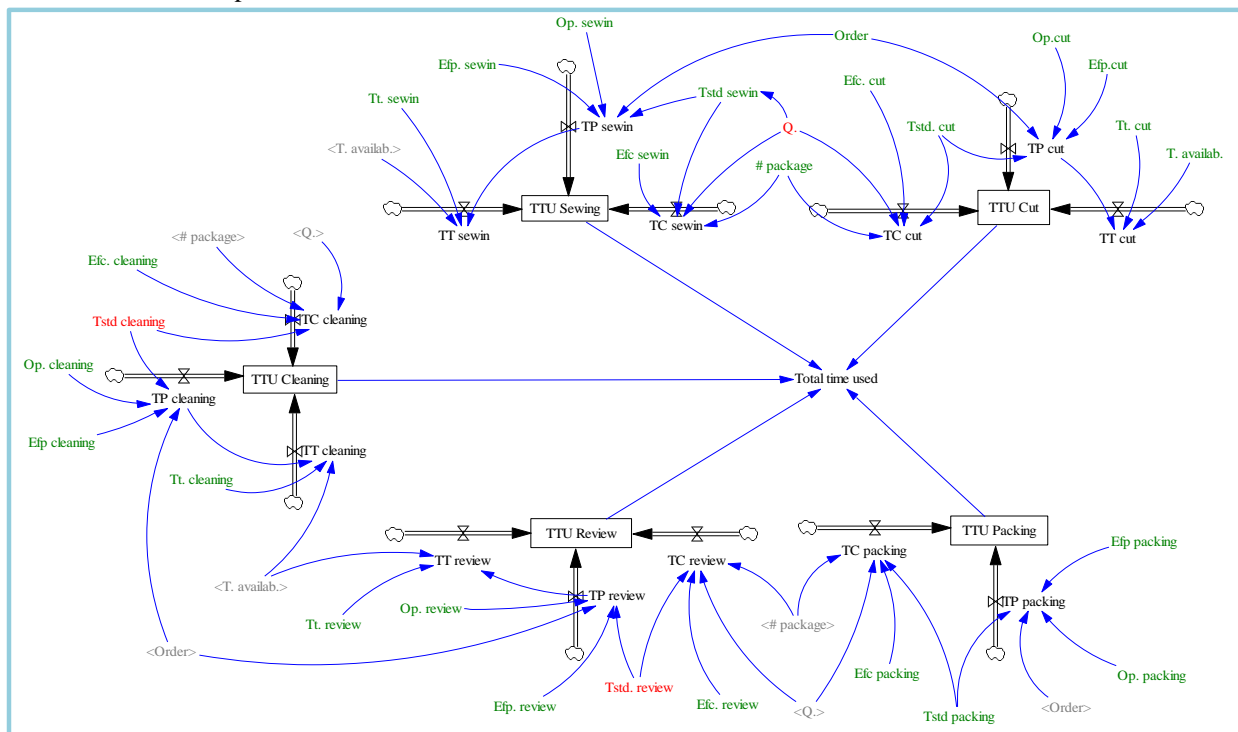 Op. sewin
Order
Op.cut
Efp. sewin
Efp.cut
Efc. cut
Tt. sewin
Tstd sewin
Tstd. cut
Tt. cut
TP sewin
Q.
<T. availab.>
TP cut
Efc sewin
# package
T. availab.
TTU Sewing
TTU Cut
TT sewin
TC sewin
TC cut
TT cut
<# package>
<Q.>
Efc. cleaning
Tstd cleaning
TC cleaning
Op. cleaning
TTU Cleaning
Total time used
TP cleaning
Efp cleaning
TT cleaning
Tt. cleaning
TTU Review
TTU Packing
Efp packing
TT review
TC review
TC packing
<T. availab.>
TP review
TP packing
Op. review
Tt. review
<# package>
<Order>
Efc packing
Op. packing
Tstd. review
Efp. review
Efc. review
<Q.>
Tstd packing
<Order>